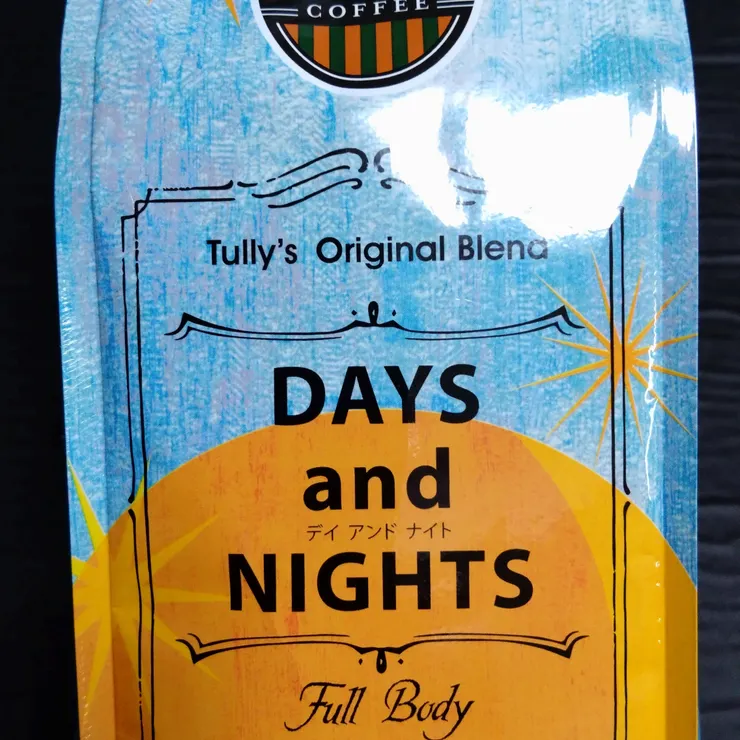 COFFEE
Tully's Original Blend
DAYS
and
デイ アンド ナイト
NIGHTS
Full Body